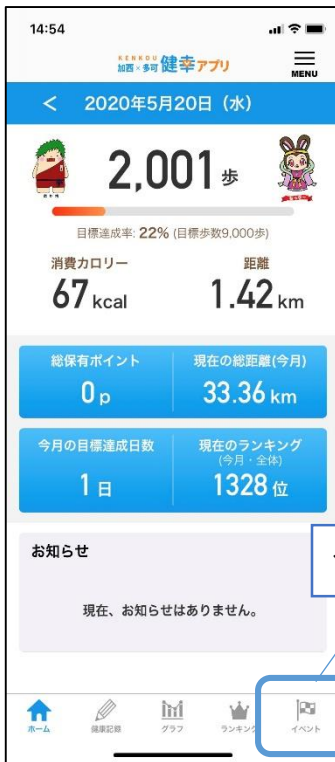 14:54
KENKOU
加西×多可 健幸アプリ
MENU
< 2020年5月20日（水）
2,001 歩
目標達成率: 22% (目標歩数9,000歩)
消費カロリー 距離
67 kcal 1.42 km
総保有ポイント 現在の総距離(今月)
0 p 33.36 km
今月の目標達成日数 現在のランキング
(今月・全体)
1 日 1328 位
お知らせ
現在、お知らせはありません。
ホーム 健康記録 グラフ ランキング イベント